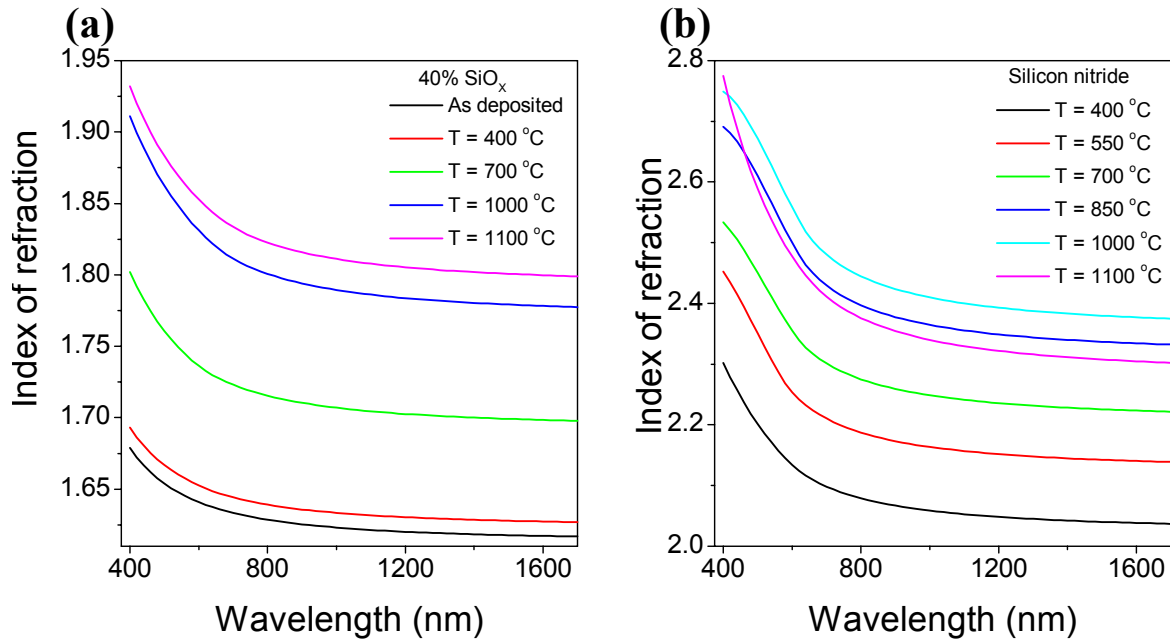 (a)
40% SiOx
As deposited
T = 400 °C
T = 700 °C
T = 1000 °C
T = 1100 °C
Index of refraction
1.95
1.90
1.85
1.80
1.75
1.70
1.65
400 800 1200 1600
Wavelength (nm)
(b)
Silicon nitride
T = 400 °C
T = 550 °C
T = 700 °C
T = 850 °C
T = 1000 °C
T = 1100 °C
Index of refraction
2.8
2.6
2.4
2.2
2.0
400 800 1200 1600
Wavelength (nm)